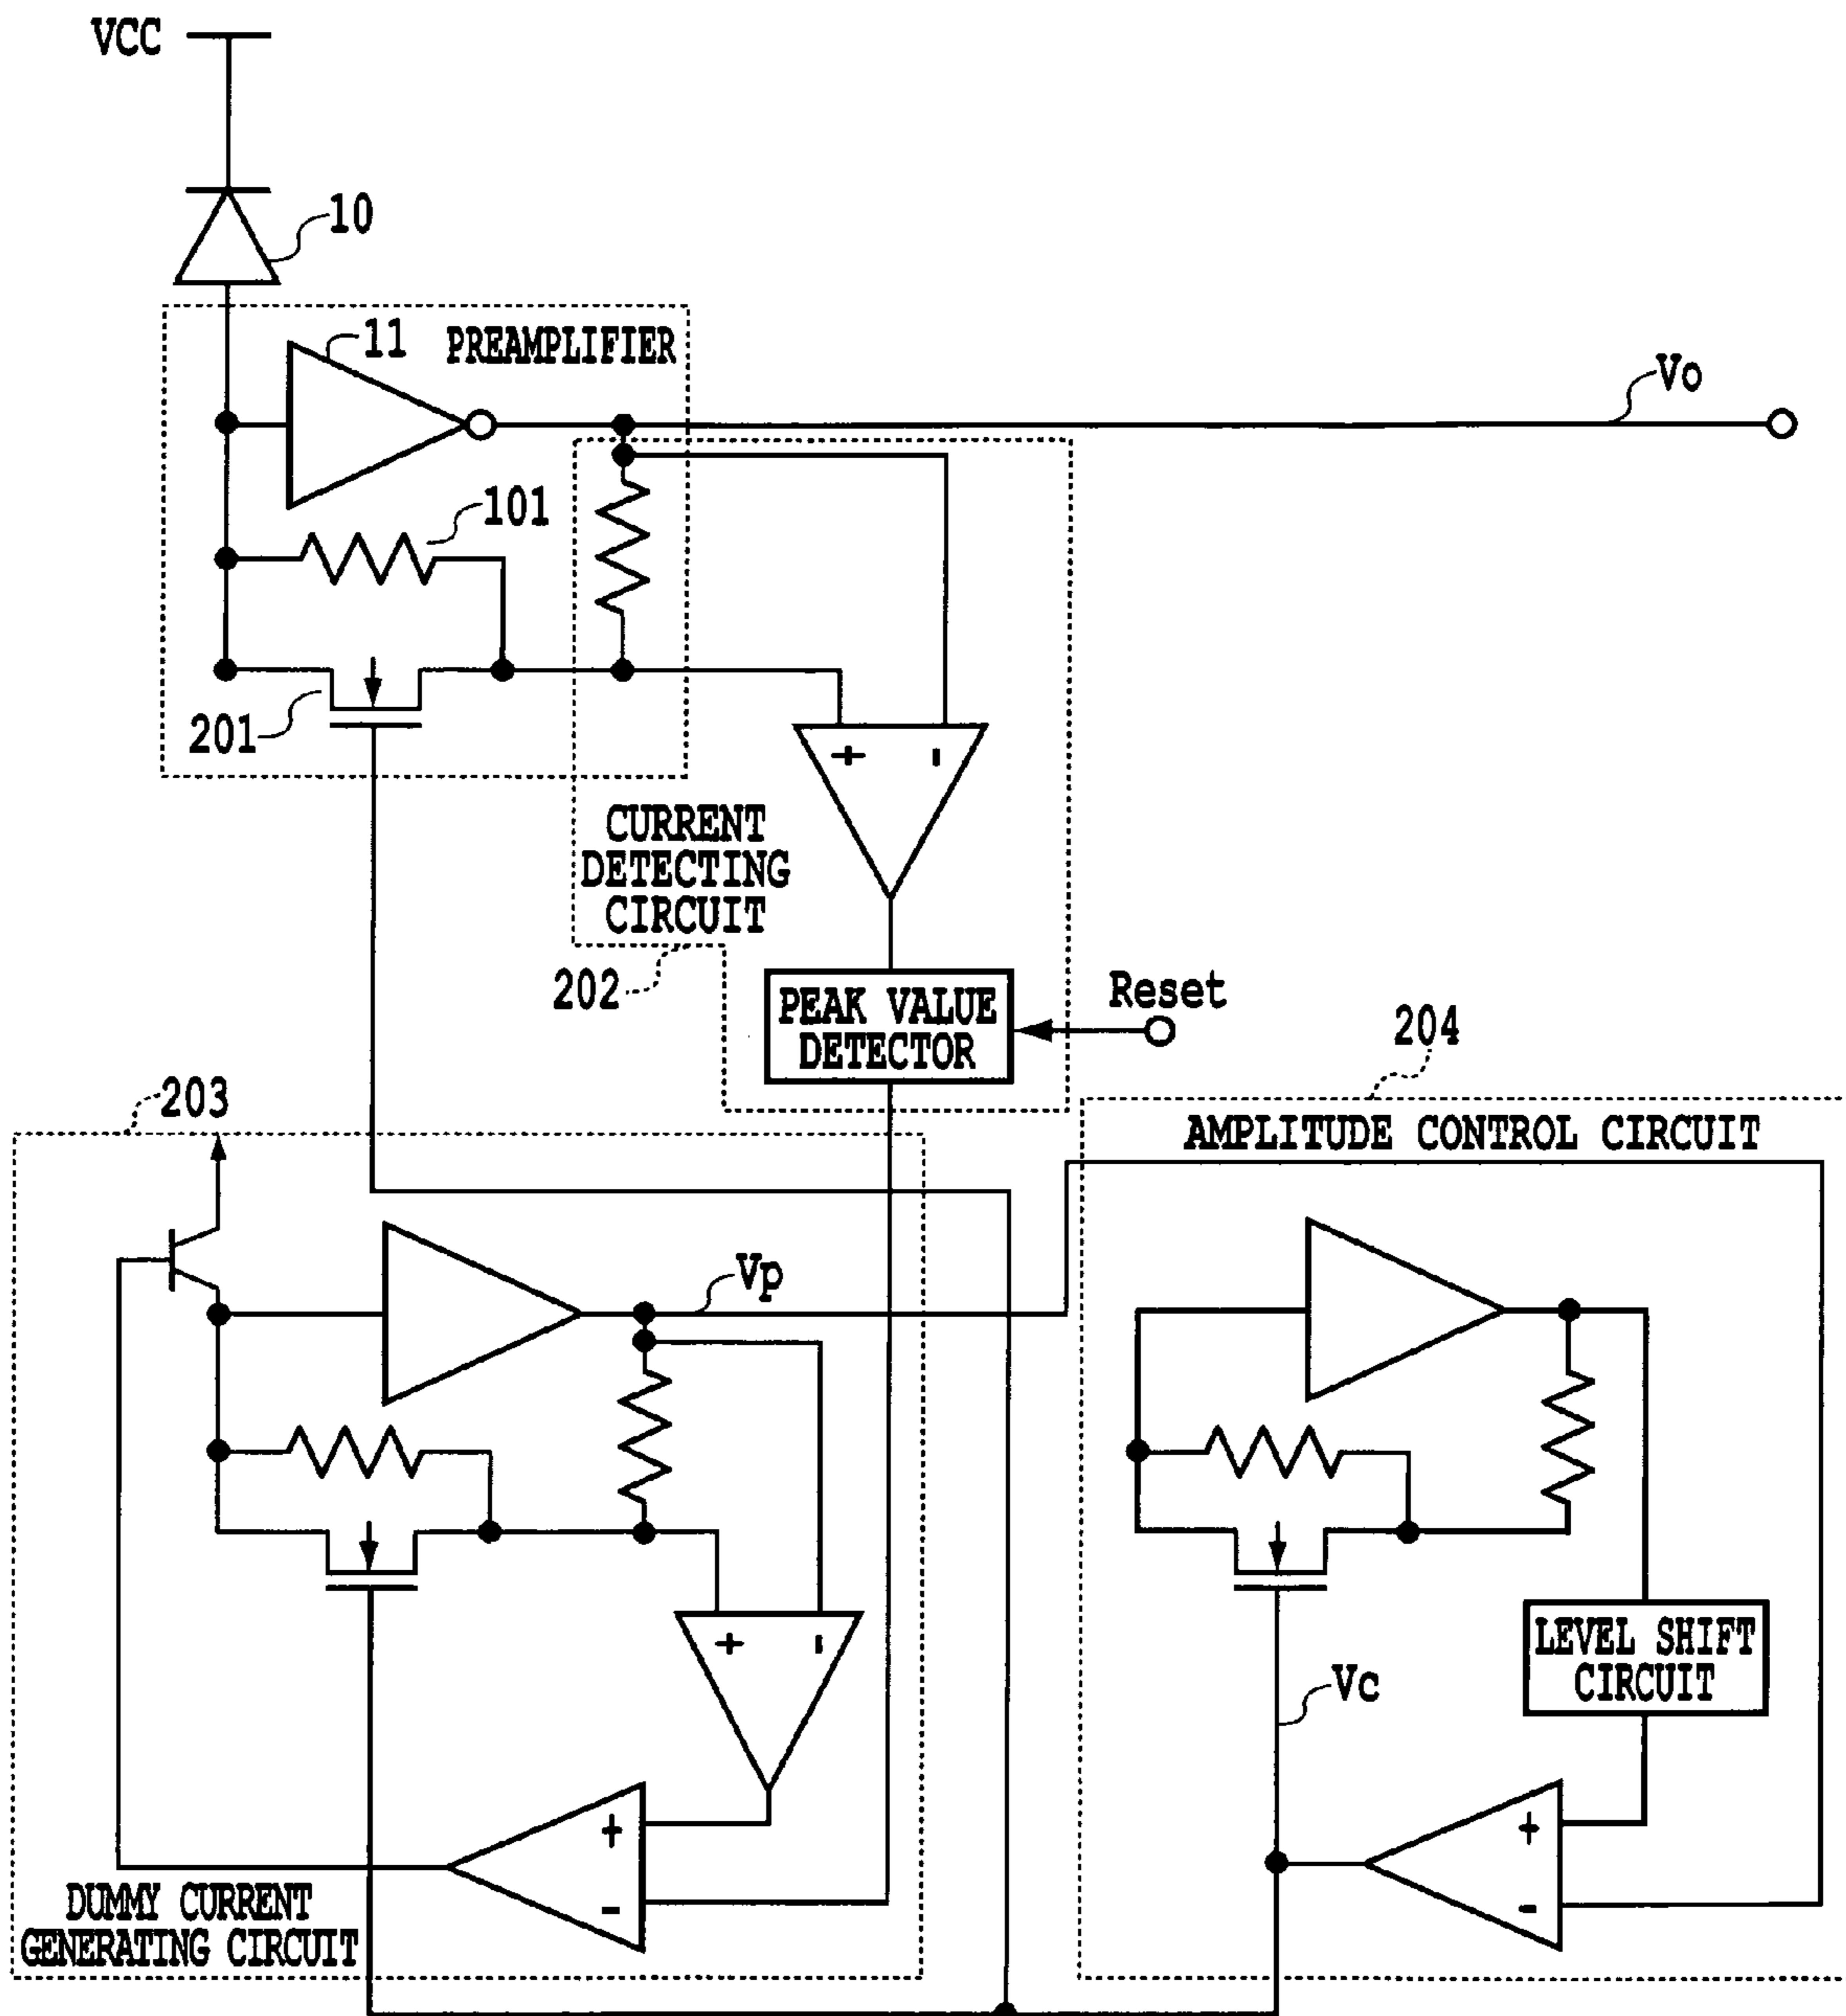 VCC
10
11
PREAMPLIFIER
Vo
101
201
+ -
CURRENT
DETECTING
CIRCUIT
202
PEAK VALUE
DETECTOR
Reset
203
204
AMPLITUDE CONTROL CIRCUIT
Vp
+ -
LEVEL SHIFT
CIRCUIT
Vc
+
-
+
-
DUMMY CURRENT
GENERATING CIRCUIT